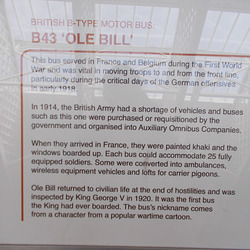 BRITISH B-TYPE MOTOR BUS
B43 'OLE BILL'
This bus served in France and Belgium during the First World
War and was vital in moving troops to and from the front line,
particularly during the critical days of the German offensives
in early 1918.
In 1914, the British Army had a shortage of vehicles and buses
such as this one were purchased or requisitioned by the
government and organised into Auxiliary Omnibus Companies.
When they arrived in France, they were painted khaki and the
windows boarded up. Each bus could accommodate 25 fully
equipped soldiers. Some were converted into ambulances,
wireless equipment vehicles and lofts for carrier pigeons.
Ole Bill returned to civilian life at the end of hostilities and was
inspected by King George V in 1920. It was the first bus
the King had ever boarded. The bus's nickname comes
from a character from a popular wartime cartoon.